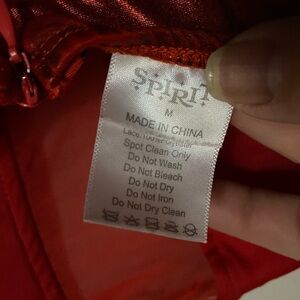 SPIRIT
M
MADE IN CHINA
Spot Clean Only
Do Not Wash
Do Not Bleach
Do Not Dry
Do Not Iron
Do Not Dry Clean